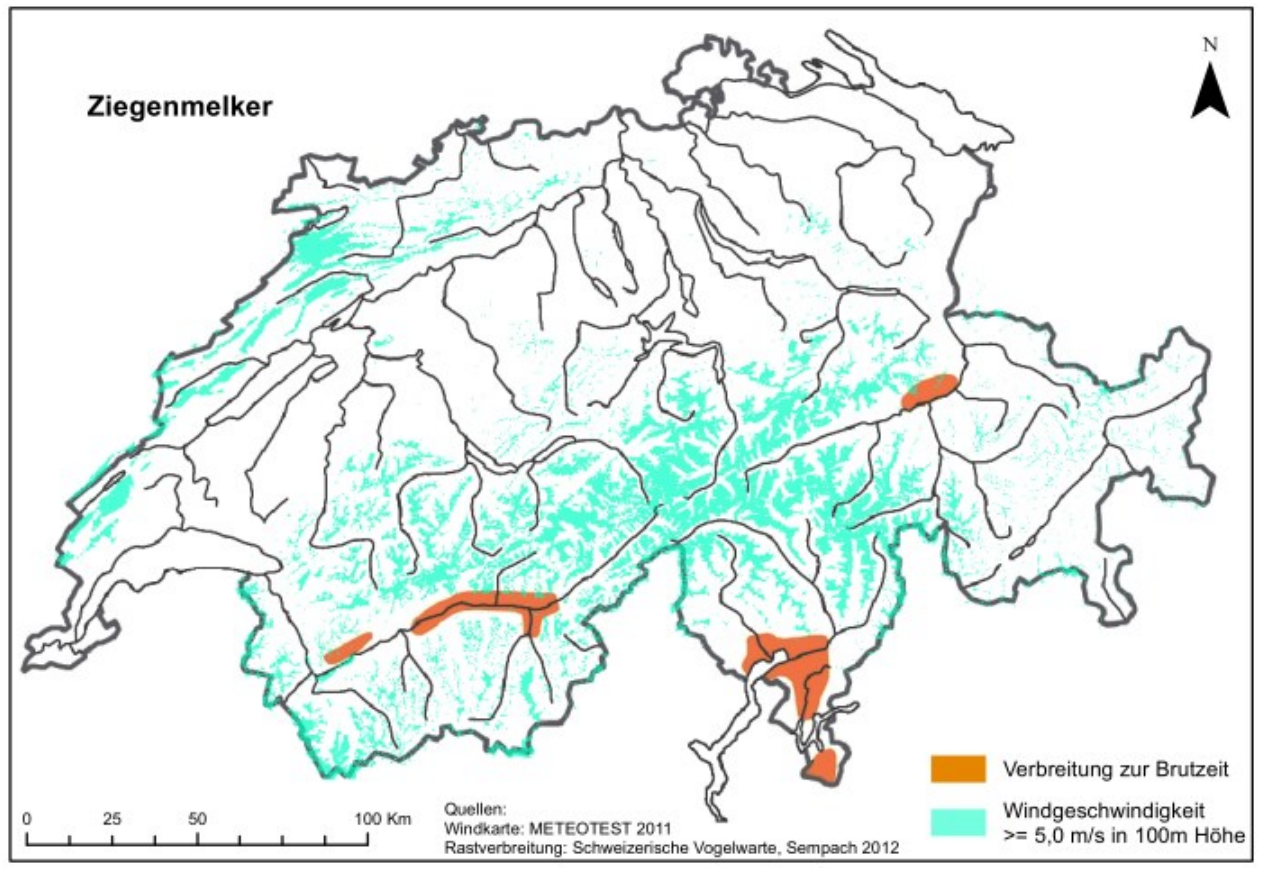 Ziegenmelker
N
Verbreitung zur Brutzeit
Windgeschwindigkeit
>= 5,0 m/s in 100m Höhe
0 25 50 100 Km
Quellen:
Windkarte: METEOTEST 2011
Rastverbreitung: Schweizerische Vogelwarte, Sempach 2012